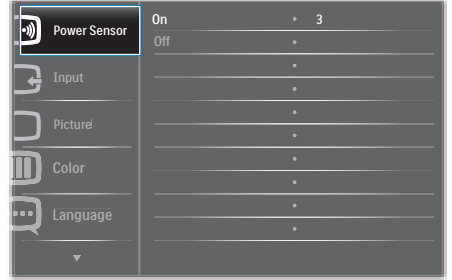 Power Sensor
On 3
Off
Input
Picture
Color
Language